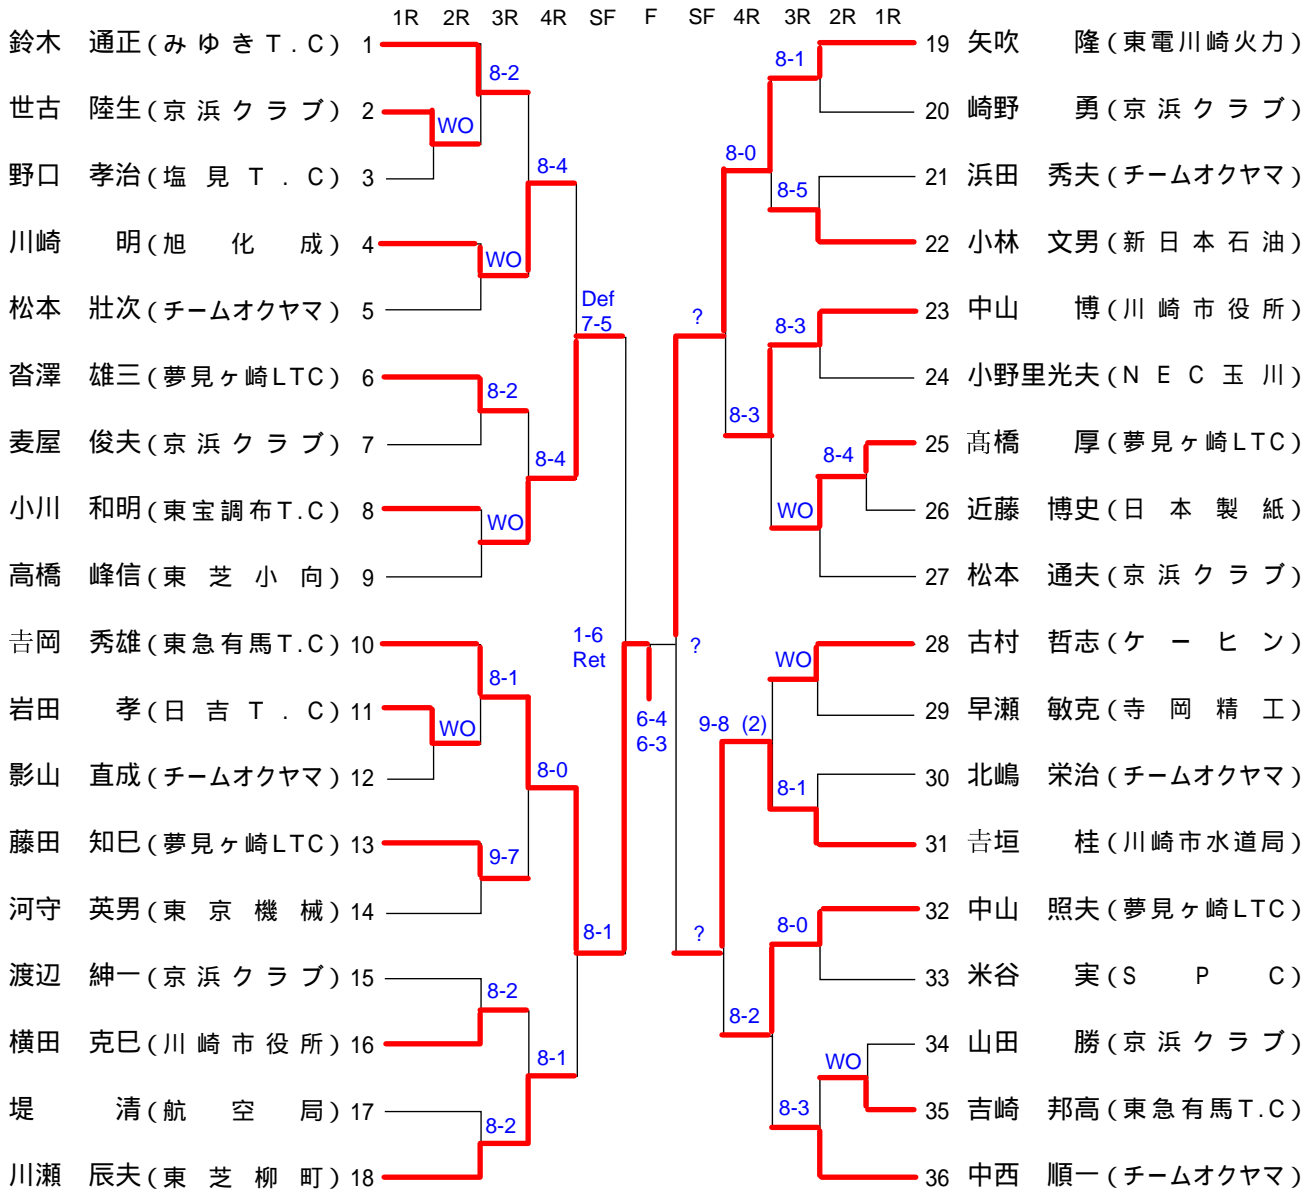 1R 2R 3R 4R SF F SF 4R 3R 2R 1R
鈴木 通正(みゆきT.C) 1
世古 陸生(京浜クラブ) 2
野口 孝治(塩見T.C) 3
川崎 明(旭化成) 4
松本 壯次(チームオクヤマ) 5
沓澤 雄三(夢見ヶ崎LTC) 6
麦屋 俊夫(京浜クラブ) 7
小川 和明(東宝調布T.C) 8
高橋 峰信(東芝小向) 9
𠮷岡 秀雄(東急有馬T.C) 10
岩田 孝(日吉T.C) 11
影山 直成(チームオクヤマ) 12
藤田 知巳(夢見ヶ崎LTC) 13
河守 英男(東京機械) 14
渡辺 紳一(京浜クラブ) 15
横田 克巳(川崎市役所) 16
堤 清(航空局) 17
川瀬 辰夫(東芝柳町) 18
8-2
WO
8-4
WO
Def
7-5
8-2
8-4
WO
1-6
Ret
8-1
WO
8-0
9-7
8-1
8-2
8-1
8-2
6-4
6-3
8-1
8-0
8-5
?
8-3
8-3
8-4
WO
?
WO
9-8 (2)
8-1
?
8-0
8-2
WO
8-3
19 矢吹 隆(東電川崎火力)
20 崎野 勇(京浜クラブ)
21 浜田 秀夫(チームオクヤマ)
22 小林 文男(新日本石油)
23 中山 博(川崎市役所)
24 小野里光夫(NEC玉川)
25 髙橋 厚(夢見ヶ崎LTC)
26 近藤 博史(日本製紙)
27 松本 通夫(京浜クラブ)
28 古村 哲志(ケーヒン)
29 早瀬 敏克(寺岡精工)
30 北嶋 栄治(チームオクヤマ)
31 𠮷垣 桂(川崎市水道局)
32 中山 照夫(夢見ヶ崎LTC)
33 米谷 実(SPC)
34 山田 勝(京浜クラブ)
35 吉崎 邦高(東急有馬T.C)
36 中西 順一(チームオクヤマ)